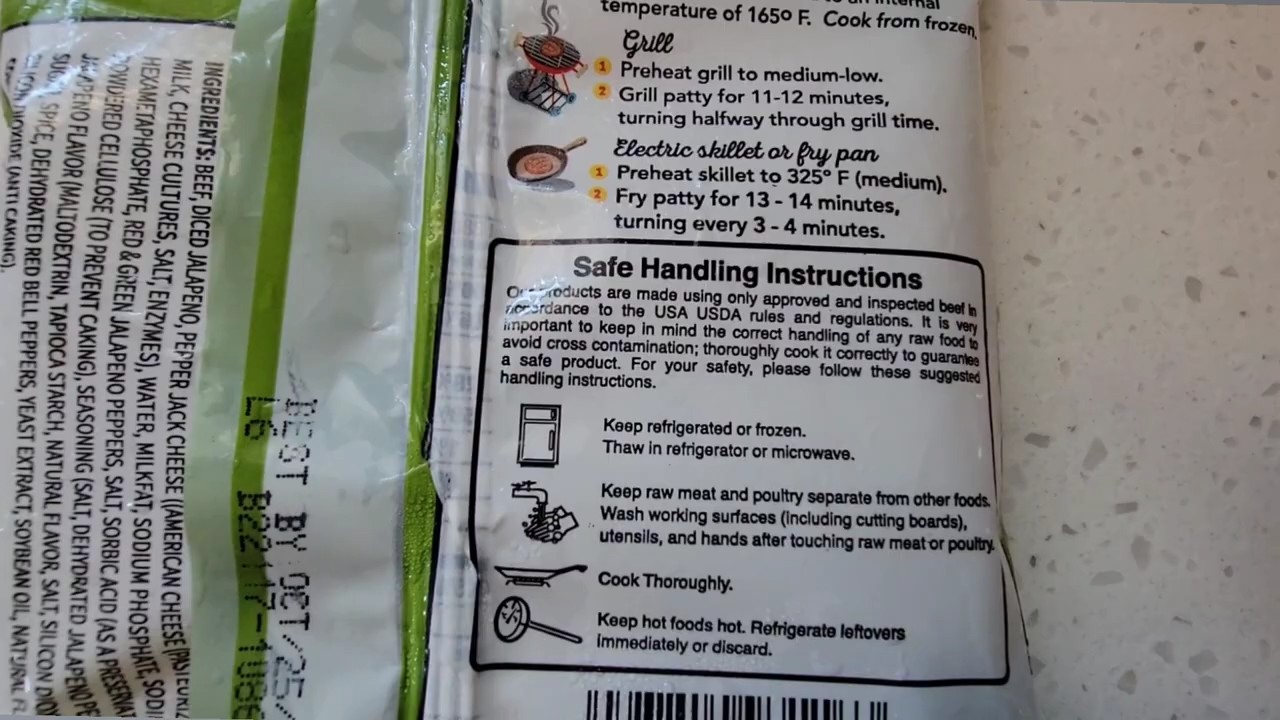 temperature of 165º F. Cook from frozen.
Grill
1 Preheat grill to medium-low.
2 Grill patty for 11-12 minutes,
turning halfway through grill time.
Electric skillet or fry pan
1 Preheat skillet to 325° F (medium).
2 Fry patty for 13 - 14 minutes,
turning every 3 - 4 minutes.
Safe Handling Instructions
Our products are made using only approved and inspected beef in
accordance to the USA USDA rules and regulations. It is very
important to keep in mind the correct handling of any raw food to
avoid cross contamination; thoroughly cook it correctly to guarantee
a safe product. For your safety, please follow these suggested
handling instructions.
Keep refrigerated or frozen.
Thaw in refrigerator or microwave.
Keep raw meat and poultry separate from other foods.
Wash working surfaces (including cutting boards),
utensils, and hands after touching raw meat or poultry.
Cook Thoroughly.
Keep hot foods hot. Refrigerate leftovers
immediately or discard.
INGREDIENTS: BEEF, DICED JALAPENO, PEPPER JACK CHEESE ((AMERICAN CHEESE
MILK, CHEESE CULTURES, SALT, ENZYMES), WATER, MILKFAT, SODIUM PHOSPHATE,
HEXAMETAPHOSPHATE, RED & GREEN JALAPENO PEPPERS, SALT, SORBIC ACID (AS A
POWDERED CELLULOSE (TO PREVENT CAKING), SEASONING (SALT, DEHYDRATED JALAPENO
JALAPENO FLAVOR (MALTODEXTRIN, TAPIOCA STARCH, NATURAL FLAVOR, SALT, SILICON
SPICE, DEHYDRATED RED BELL PEPPERS, YEAST EXTRACT, SOYBEAN OIL, NATURAL
(ANTI CAKING).
BEST BY OCT/25/
L6